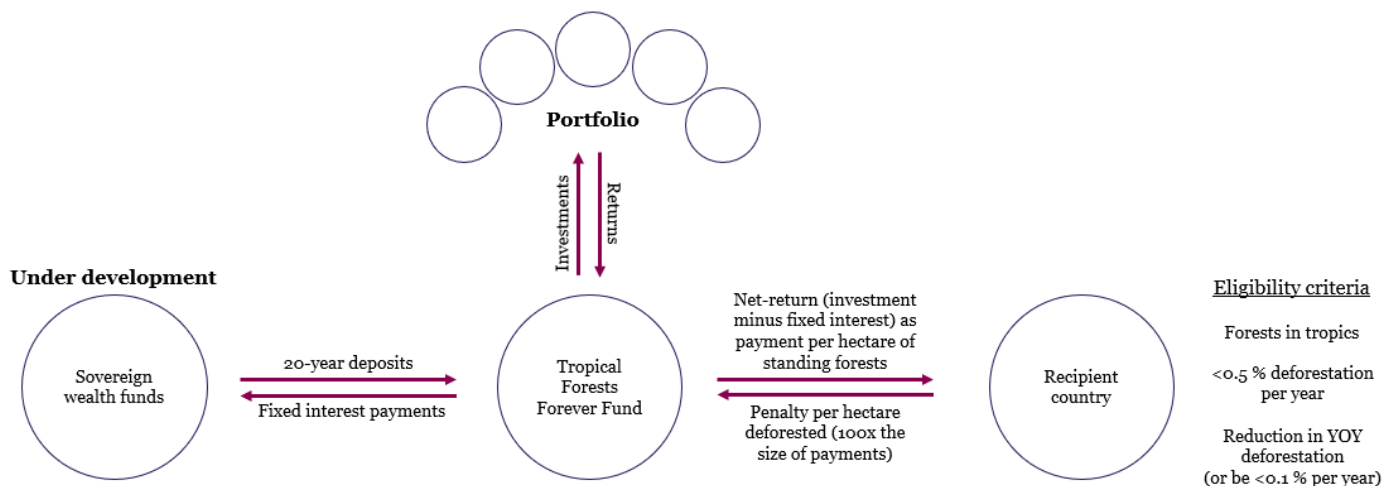 Portfolio
Investments
Returns
Under development
Sovereign
wealth funds
20-year deposits
Fixed interest payments
Tropical
Forests
Forever Fund
Net-return (investment
minus fixed interest) as
payment per hectare of
standing forests
Penalty per hectare
deforested (100x the
size of payments)
Recipient
country
Eligibility criteria
Forests in tropics
<0.5 % deforestation
per year
Reduction in YOY
deforestation
(or be <0.1 % per year)